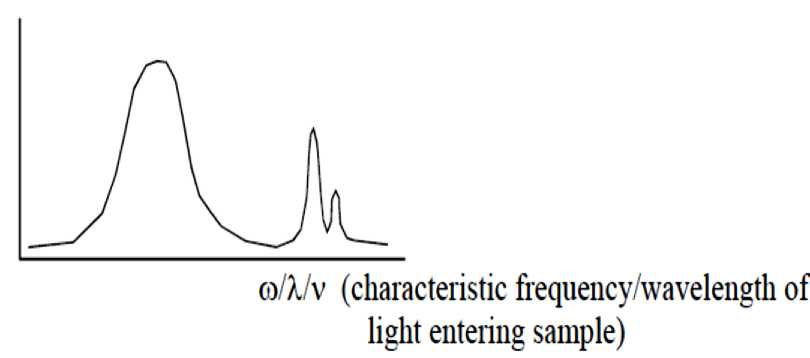 ω/λ/ν (characteristic frequency/wavelength of
light entering sample)